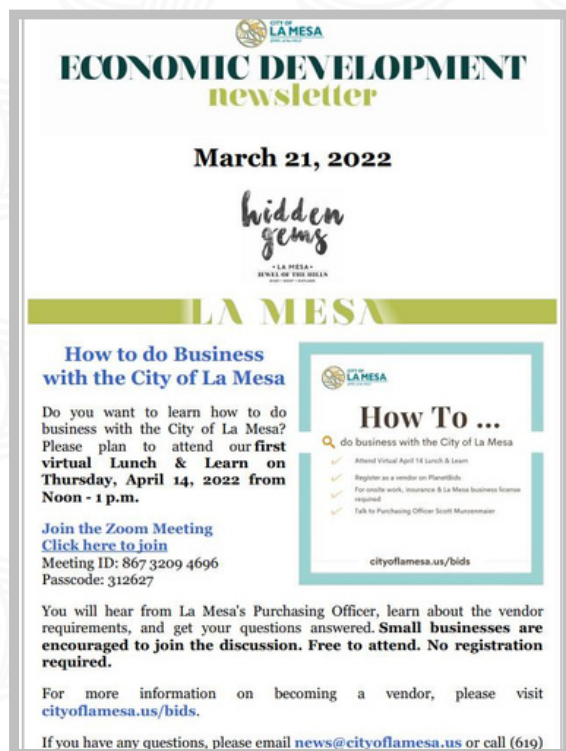 CITY OF
LA MESA
ECONOMIC DEVELOPMENT
newsletter
March 21, 2022
hidden
gems
• LA MESA •
JEWEL OF THE HILLS
LA MESA
How to do Business
with the City of La Mesa
Do you want to learn how to do
business with the City of La Mesa?
Please plan to attend our first
virtual Lunch & Learn on
Thursday, April 14, 2022 from
Noon - 1 p.m.
Join the Zoom Meeting
Click here to join
Meeting ID: 867 3209 4696
Passcode: 312627
CITY OF
LA MESA
How To ...
do business with the City of La Mesa
Attend Virtual April 14 Lunch & Learn
Register as a vendor on PlanetBids
For onsite work, insurance & La Mesa business license
required
Talk to Purchasing Officer Scott Munzenmaier
cityoflamesa.us/bids
You will hear from La Mesa's Purchasing Officer, learn about the vendor
requirements, and get your questions answered. Small businesses are
encouraged to join the discussion. Free to attend. No registration
required.
For more information on becoming a vendor, please visit
cityoflamesa.us/bids.
If you have any questions, please email news@cityoflamesa.us or call (619)